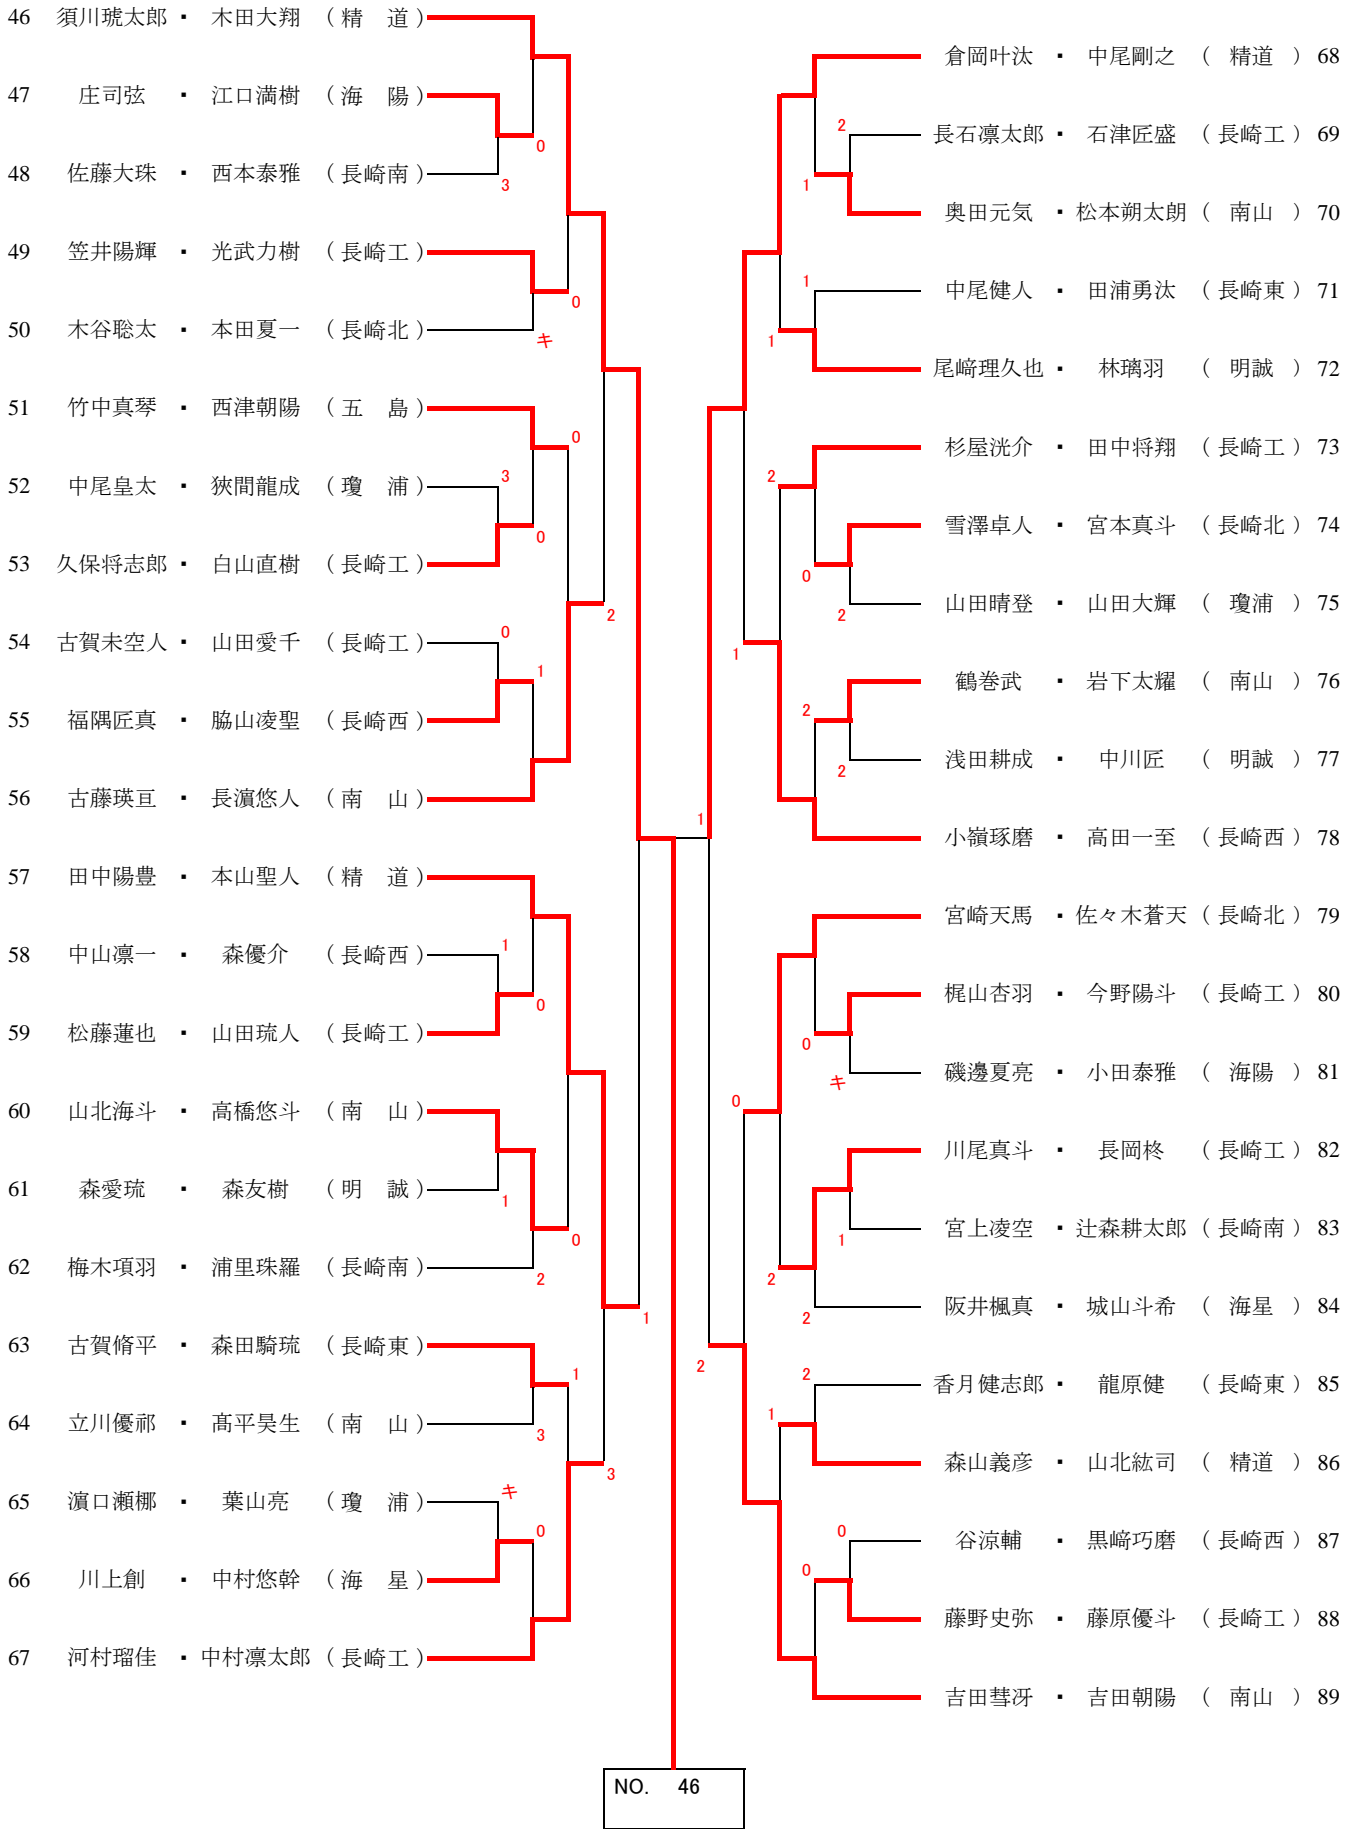 46 須川琥太郎 ・ 木田大翔 （精 道）
47 庄司弦 ・ 江口満樹 （海 陽）
0
48 佐藤大珠 ・ 西本泰雅 （長崎南）
3
49 笠井陽輝 ・ 光武力樹 （長崎工）
0
50 木谷聡太 ・ 本田夏一 （長崎北）
キ
51 竹中真琴 ・ 西津朝陽 （五 島）
0
52 中尾皇太 ・ 狹間龍成 （瓊 浦）
3
0
53 久保将志郎 ・ 白山直樹 （長崎工）
2
54 古賀未空人 ・ 山田愛千 （長崎工）
0
1
55 福隅匠真 ・ 脇山凌聖 （長崎西）
56 古藤瑛亘 ・ 長濵悠人 （南 山）
57 田中陽豊 ・ 本山聖人 （精 道）
58 中山凛一 ・ 森優介 （長崎西）
1
0
59 松藤蓮也 ・ 山田琉人 （長崎工）
60 山北海斗 ・ 高橋悠斗 （南 山）
61 森愛琉 ・ 森友樹 （明 誠）
1
0
62 梅木項羽 ・ 浦里珠羅 （長崎南）
2
1
63 古賀脩平 ・ 森田騎琉 （長崎東）
1
64 立川優祁 ・ 髙平昊生 （南 山）
3
3
65 濵口瀬梛 ・ 葉山亮 （瓊 浦）
キ
0
66 川上創 ・ 中村悠幹 （海 星）
67 河村瑠佳 ・ 中村凛太郎 （長崎工）
倉岡叶汰 ・ 中尾剛之 （ 精道 ） 68
2
長石凛太郎 ・ 石津匠盛 （長崎工） 69
1
奥田元気 ・ 松本朔太朗 （ 南山 ） 70
1
中尾健人 ・ 田浦勇汰 （長崎東） 71
1
尾﨑理久也 ・ 林璃羽 （ 明誠 ） 72
杉屋洸介 ・ 田中将翔 （長崎工） 73
2
雪澤卓人 ・ 宮本真斗 （長崎北） 74
0
山田晴登 ・ 山田大輝 （ 瓊浦 ） 75
2
1
鶴巻武 ・ 岩下太耀 （ 南山 ） 76
2
浅田耕成 ・ 中川匠 （ 明誠 ） 77
2
1
小嶺琢磨 ・ 高田一至 （長崎西） 78
宮崎天馬 ・ 佐々木蒼天 （長崎北） 79
梶山杏羽 ・ 今野陽斗 （長崎工） 80
0
磯邊夏亮 ・ 小田泰雅 （ 海陽 ） 81
キ
0
川尾真斗 ・ 長岡柊 （長崎工） 82
宮上凌空 ・ 辻森耕太郎 （長崎南） 83
1
2
阪井楓真 ・ 城山斗希 （ 海星 ） 84
2
2
2
香月健志郎 ・ 龍原健 （長崎東） 85
1
森山義彦 ・ 山北紘司 （ 精道 ） 86
0
谷涼輔 ・ 黒﨑巧磨 （長崎西） 87
0
藤野史弥 ・ 藤原優斗 （長崎工） 88
吉田彗冴 ・ 吉田朝陽 （ 南山 ） 89
NO. 46